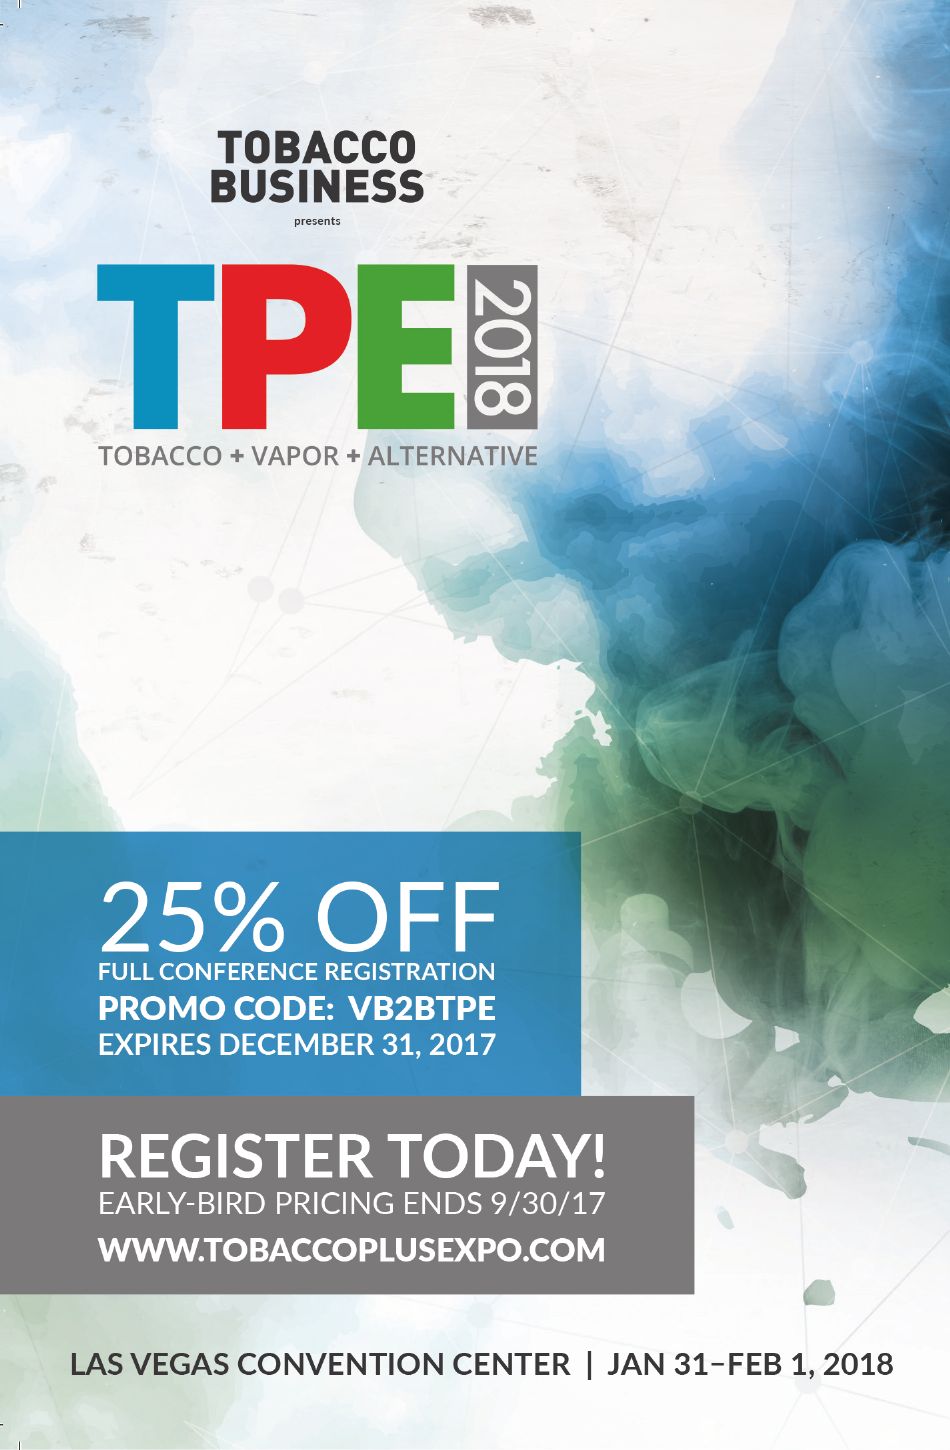 TOBACCO
BUSINESS
presents
TPE 2018
TOBACCO + VAPOR + ALTERNATIVE
25% OFF
FULL CONFERENCE REGISTRATION
PROMO CODE: VB2BTPE
EXPIRES DECEMBER 31, 2017
REGISTER TODAY!
EARLY-BIRD PRICING ENDS 9/30/17
WWW.TOBACCOPLUSEXPO.COM
LAS VEGAS CONVENTION CENTER | JAN 31–FEB 1, 2018